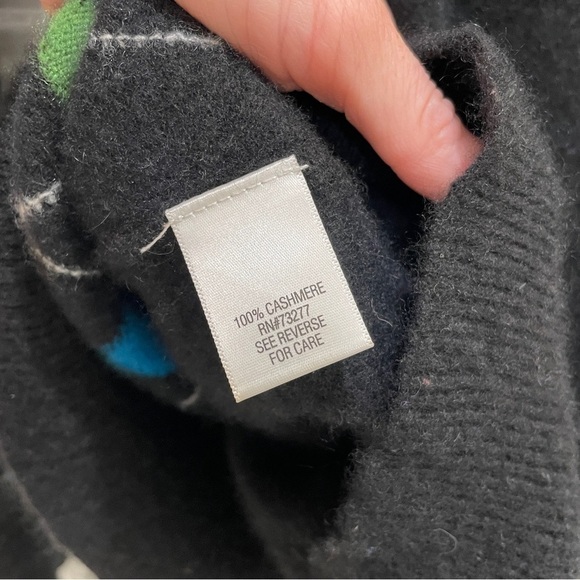 100% CASHMERE
RN#73277
SEE REVERSE
FOR CARE